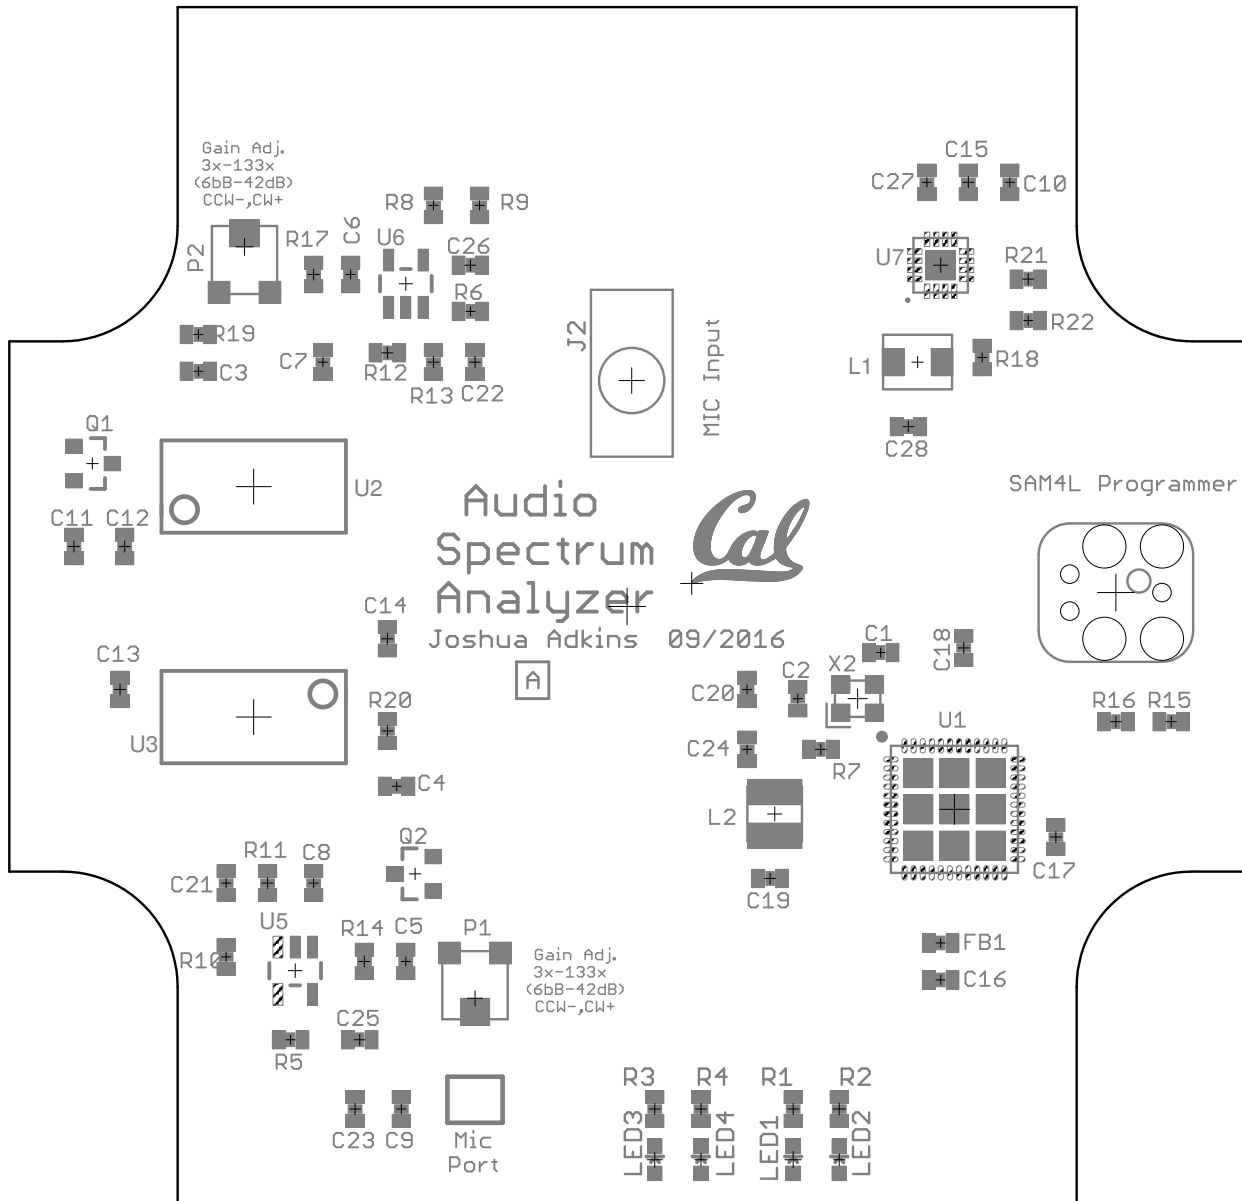 Gain Adj.
3x-133x
(6bB-42dB)
CCW-,CW+
C15
C27
C10
R8
R9
P2
R17
C6
U6
C26
U7
R21
R6
R19
J2
R22
C3
C7
R12
R13
C22
MIC Input
L1
R18
Q1
C28
U2
SAM4L Programmer
C11
C12
Audio
Spectrum
Analyzer
Cal
C14
Joshua Adkins 09/2016
C1
C18
C13
A
C20
C2
X2
R20
R16
R15
U3
C24
U1
R7
C4
L2
Q2
C17
R11
C8
C21
C19
U5
R14
C5
P1
R10
Gain Adj.
3x-133x
(6bB-42dB)
CCW-,CW+
FB1
C16
C25
R5
R3
R4
R1
R2
C23
C9
Mic
Port
LED3
LED4
LED1
LED2